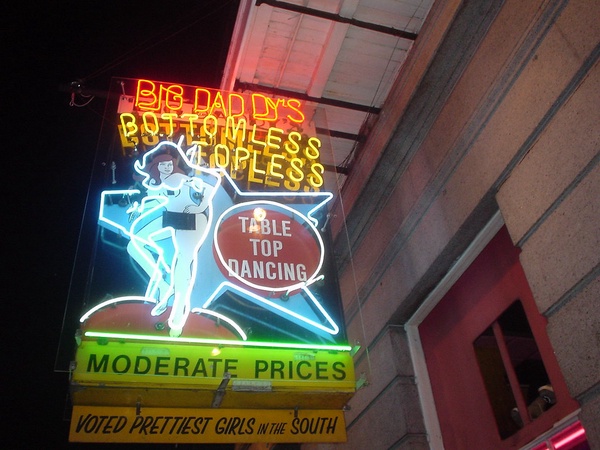 BIG DADDY'S
BOTTOMLESS
TOPLESS
TABLE
TOP
DANCING
MODERATE PRICES
VOTED PRETTIEST GIRLS IN THE SOUTH